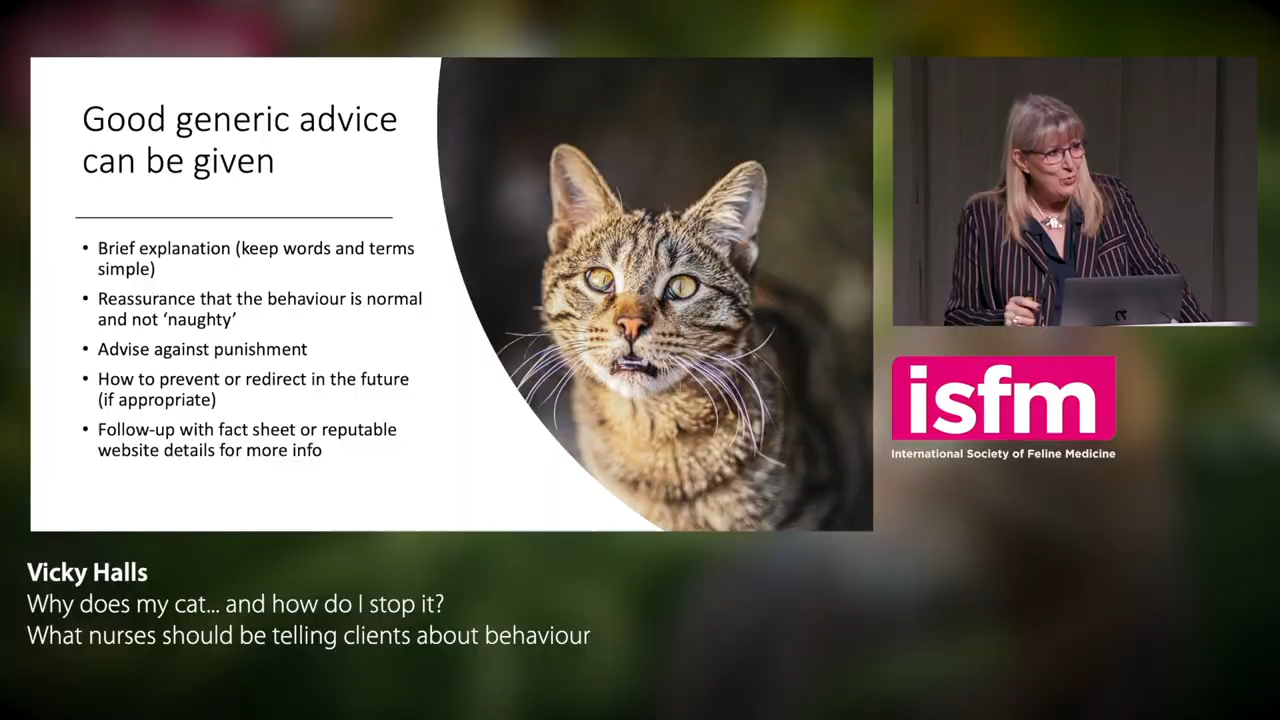 Good generic advice
can be given
• Brief explanation (keep words and terms
simple)
• Reassurance that the behaviour is normal
and not ‘naughty’
• Advise against punishment
• How to prevent or redirect in the future
(if appropriate)
• Follow-up with fact sheet or reputable
website details for more info
isfm
International Society of Feline Medicine
Vicky Halls
Why does my cat... and how do I stop it?
What nurses should be telling clients about behaviour